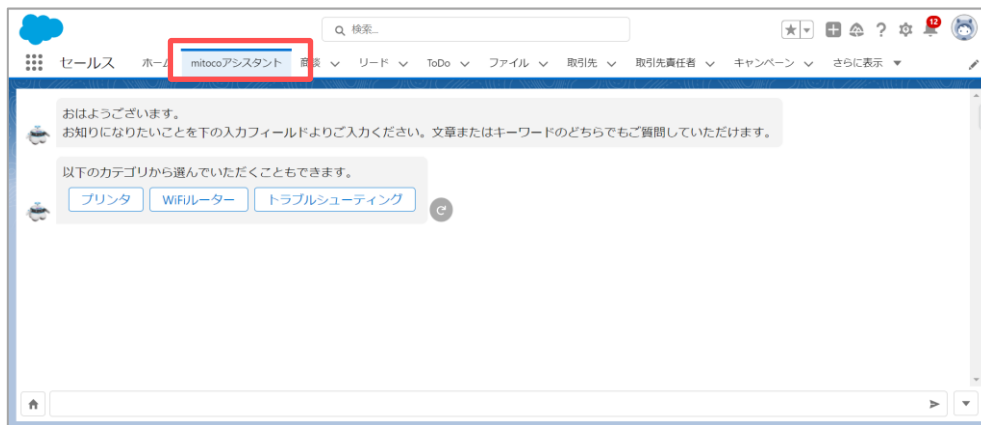 検索...
12
セールス ホーム mitocoアシスタント 商談 リード ToDo ファイル 取引先 取引先責任者 キャンペーン さらに表示
おはようございます。
お知りになりたいことを下の入力フィールドよりご入力ください。文章またはキーワードのどちらでもご質問していただけます。
以下のカテゴリから選んでいただくこともできます。
プリンタ WiFiルーター トラブルシューティング